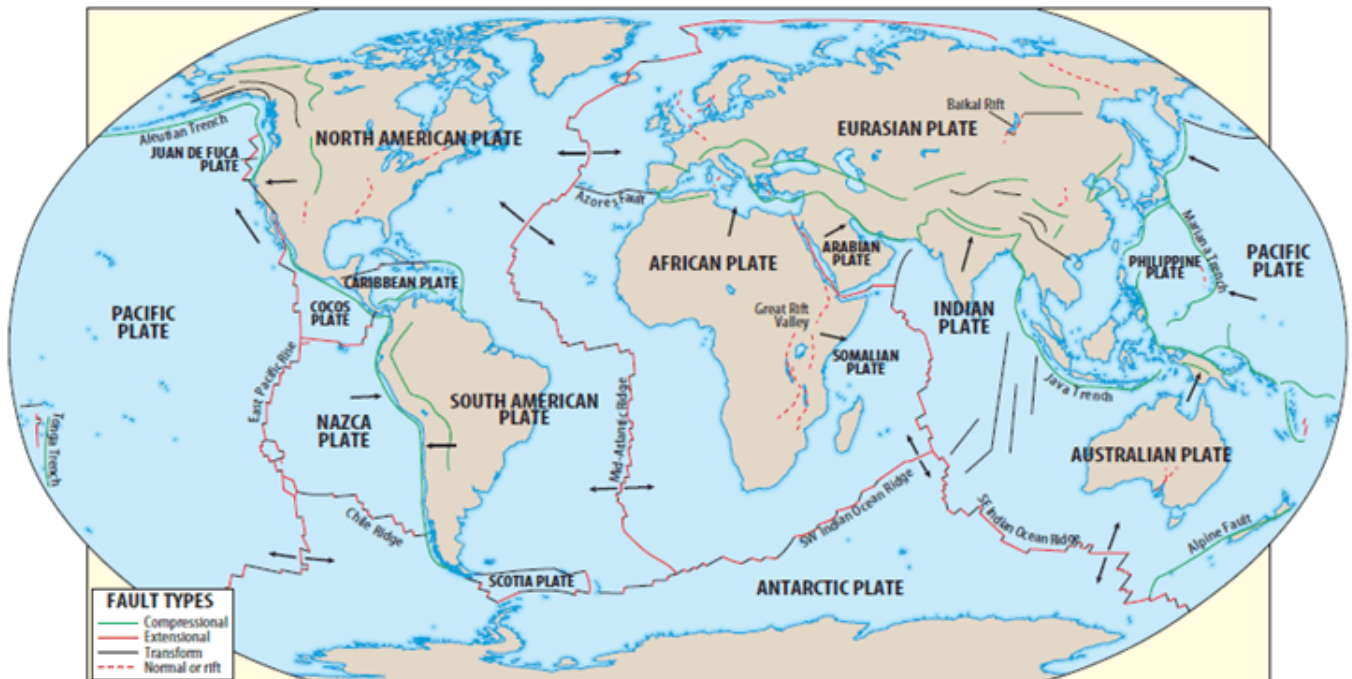 Aleutian Trench
JUAN DE FUCA
PLATE
NORTH AMERICAN PLATE
EURASIAN PLATE
Baikal Rift
Azores Fault
CARIBBEAN PLATE
COCOS
PLATE
PACIFIC
PLATE
AFRICAN PLATE
ARABIAN
PLATE
Great Rift
Valley
SOMALIAN
PLATE
INDIAN
PLATE
PHILIPPINE
PLATE
Mariana Trench
PACIFIC
PLATE
East Pacific Rise
NAZCA
PLATE
SOUTH AMERICAN
PLATE
Mid-Atlantic Ridge
Java Trench
AUSTRALIAN PLATE
Tonga Trench
Chile Ridge
SW Indian Ocean Ridge
SE Indian Ocean Ridge
Alpine Fault
SCOTIA PLATE
ANTARCTIC PLATE
FAULT TYPES
Compressional
Extensional
Transform
Normal or rift